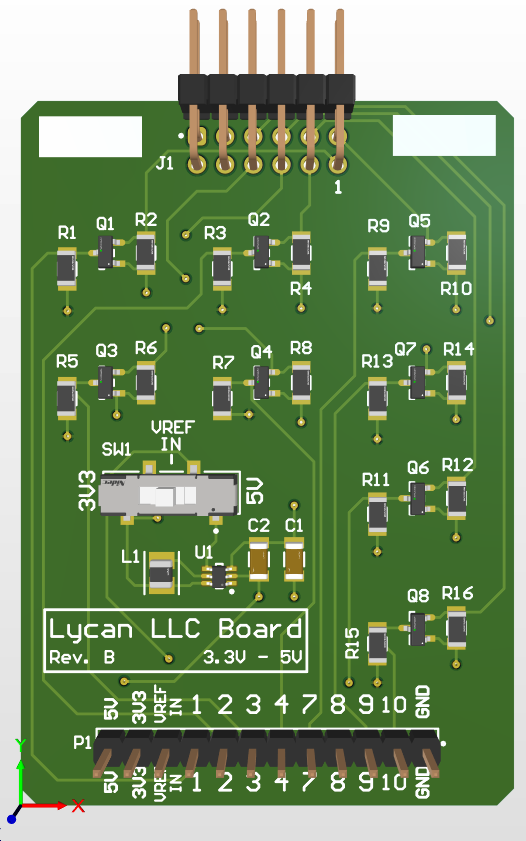 J1
1
R1 Q1 R2 R3 Q2 R4 R9 Q5 R10
R5 Q3 R6 R7 Q4 R8 R13 Q7 R14
VREF
IN
SW1
3V3
5V
R11 Q6 R12
C2 C1
L1 U1
R15 Q8 R16
Lycan LLC Board
Rev. B 3.3V - 5V
5V 3V3 VREF IN 1 2 3 4 7 8 9 10 GND
P1
5V 3V3 VREF IN 1 2 3 4 7 8 9 10 GND
Y
X